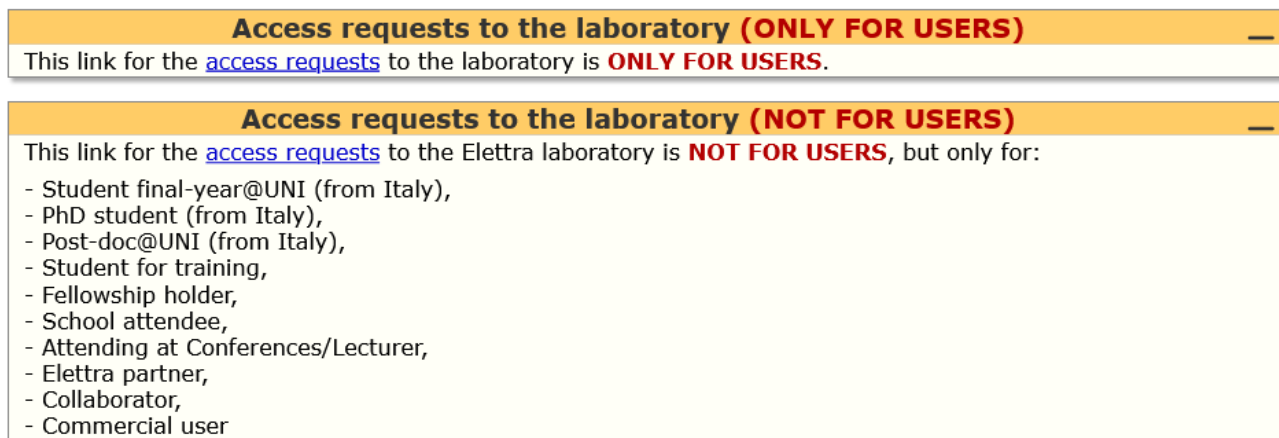 Access requests to the laboratory (ONLY FOR USERS)
This link for the access requests to the laboratory is ONLY FOR USERS.
Access requests to the laboratory (NOT FOR USERS)
This link for the access requests to the Elettra laboratory is NOT FOR USERS, but only for:
- Student final-year@UNI (from Italy),
- PhD student (from Italy),
- Post-doc@UNI (from Italy),
- Student for training,
- Fellowship holder,
- School attendee,
- Attending at Conferences/Lecturer,
- Elettra partner,
- Collaborator,
- Commercial user